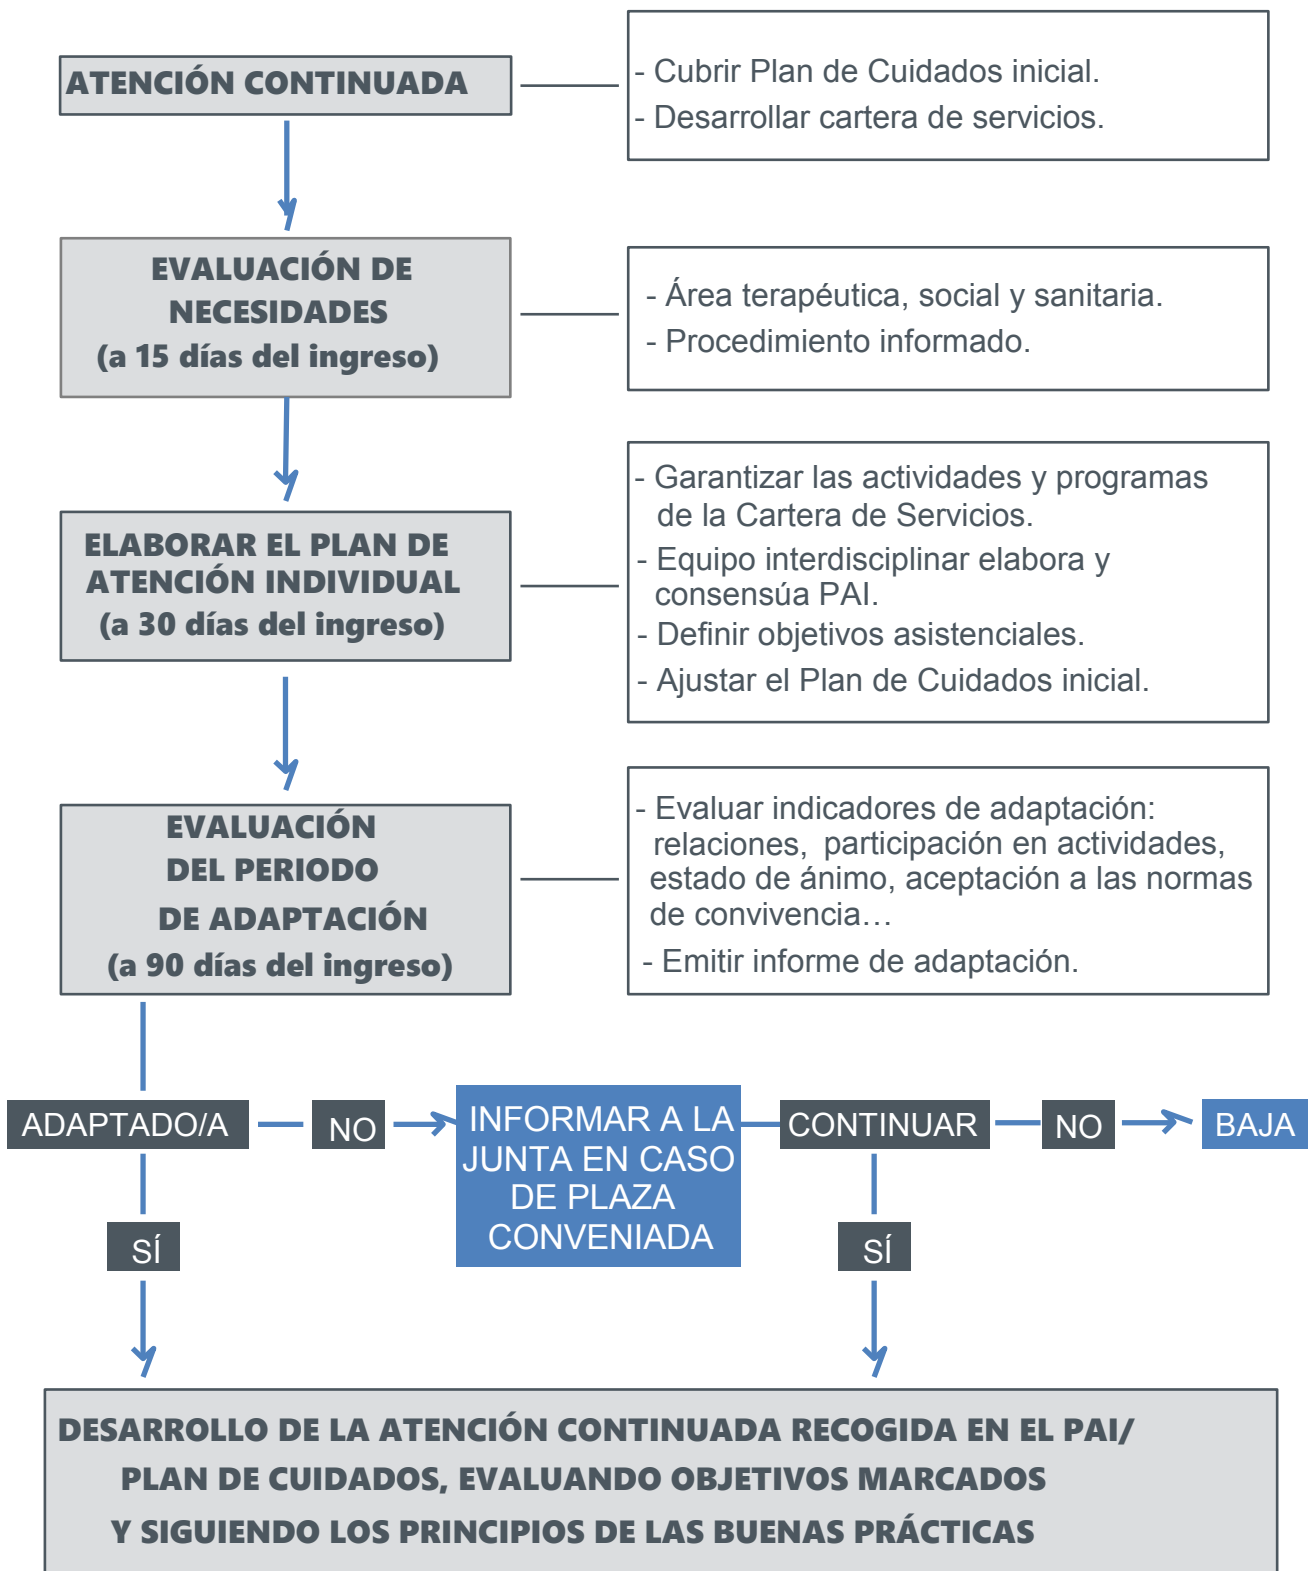 ATENCIÓN CONTINUADA
- Cubrir Plan de Cuidados inicial.
- Desarrollar cartera de servicios.
EVALUACIÓN DE
NECESIDADES
(a 15 días del ingreso)
- Área terapéutica, social y sanitaria.
- Procedimiento informado.
ELABORAR EL PLAN DE
ATENCIÓN INDIVIDUAL
(a 30 días del ingreso)
- Garantizar las actividades y programas
de la Cartera de Servicios.
- Equipo interdisciplinar elabora y
consensúa PAI.
- Definir objetivos asistenciales.
- Ajustar el Plan de Cuidados inicial.
EVALUACIÓN
DEL PERIODO
DE ADAPTACIÓN
(a 90 días del ingreso)
- Evaluar indicadores de adaptación:
relaciones, participación en actividades,
estado de ánimo, aceptación a las normas
de convivencia…
- Emitir informe de adaptación.
ADAPTADO/A
NO
INFORMAR A LA
JUNTA EN CASO
DE PLAZA
CONVENIADA
CONTINUAR
NO
BAJA
SÍ
SÍ
DESARROLLO DE LA ATENCIÓN CONTINUADA RECOGIDA EN EL PAI/
PLAN DE CUIDADOS, EVALUANDO OBJETIVOS MARCADOS
Y SIGUIENDO LOS PRINCIPIOS DE LAS BUENAS PRÁCTICAS